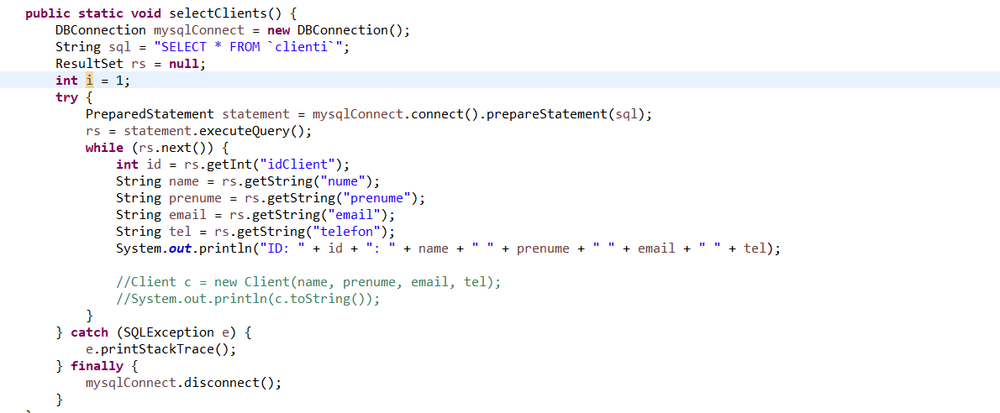 public static void selectClients() {
    DBConnection mysqlConnect = new DBConnection();
    String sql = "SELECT * FROM `clienti`";
    ResultSet rs = null;
    int i = 1;
    try {
        PreparedStatement statement = mysqlConnect.connect().prepareStatement(sql);
        rs = statement.executeQuery();
        while (rs.next()) {
            int id = rs.getInt("idClient");
            String name = rs.getString("nume");
            String prenume = rs.getString("prenume");
            String email = rs.getString("email");
            String tel = rs.getString("telefon");
            System.out.println("ID: " + id + ": " + name + " " + prenume + " " + email + " " + tel);

            //Client c = new Client(name, prenume, email, tel);
            //System.out.println(c.toString());
        }
    } catch (SQLException e) {
        e.printStackTrace();
    } finally {
        mysqlConnect.disconnect();
    }